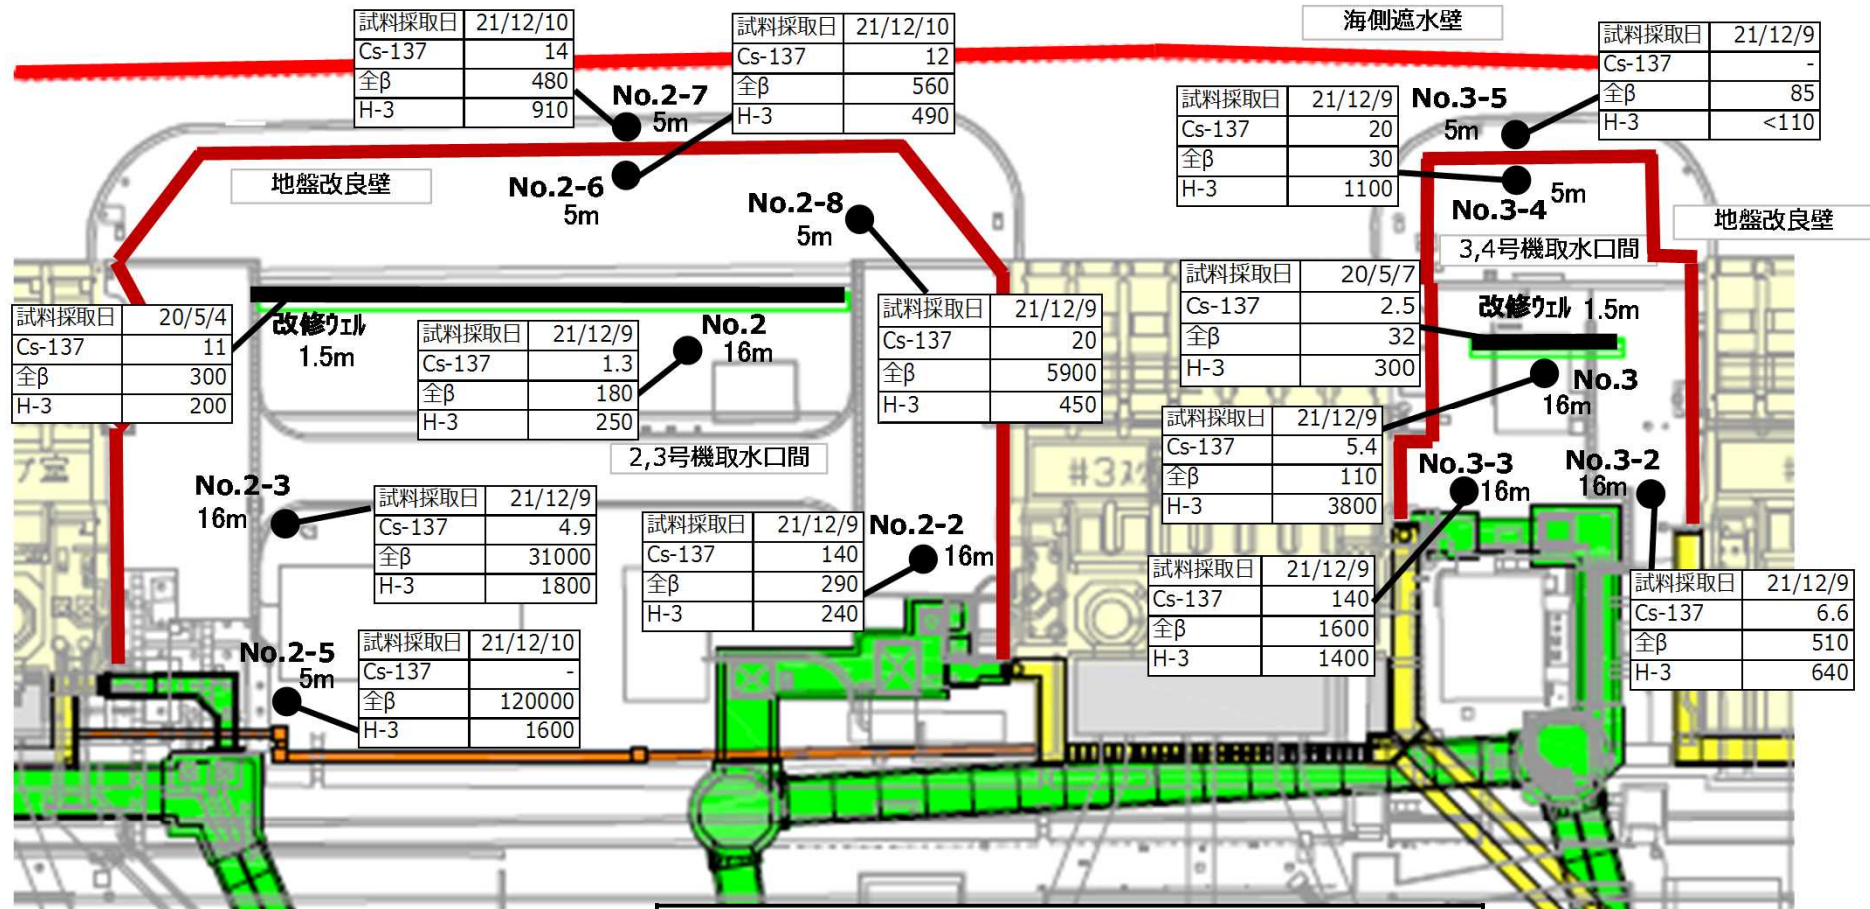 海側遮水壁
試料採取日 21/12/10
Cs-137 14
全β 480
H-3 910
No.2-7
5m
試料採取日 21/12/10
Cs-137 12
全β 560
H-3 490
No.2-6
5m
試料採取日 21/12/9
Cs-137 -
全β 85
H-3 <110
No.3-5
5m
試料採取日 21/12/9
Cs-137 20
全β 30
H-3 1100
No.3-4
5m
地盤改良壁
地盤改良壁
No.2-8
5m
試料採取日 21/12/9
Cs-137 20
全β 5900
H-3 450
3,4号機取水口間
試料採取日 20/5/4
Cs-137 11
全β 300
H-3 200
改修ウェル
1.5m
試料採取日 21/12/9
Cs-137 1.3
全β 180
H-3 250
No.2
16m
試料採取日 20/5/7
Cs-137 2.5
全β 32
H-3 300
改修ウェル 1.5m
No.3
16m
試料採取日 21/12/9
Cs-137 5.4
全β 110
H-3 3800
2,3号機取水口間
No.2-3
16m
試料採取日 21/12/9
Cs-137 4.9
全β 31000
H-3 1800
試料採取日 21/12/9
Cs-137 140
全β 290
H-3 240
No.2-2
16m
No.3-3
16m
試料採取日 21/12/9
Cs-137 140
全β 1600
H-3 1400
No.3-2
16m
試料採取日 21/12/9
Cs-137 6.6
全β 510
H-3 640
No.2-5
5m
試料採取日 21/12/10
Cs-137 -
全β 120000
H-3 1600
プ室
#3ス